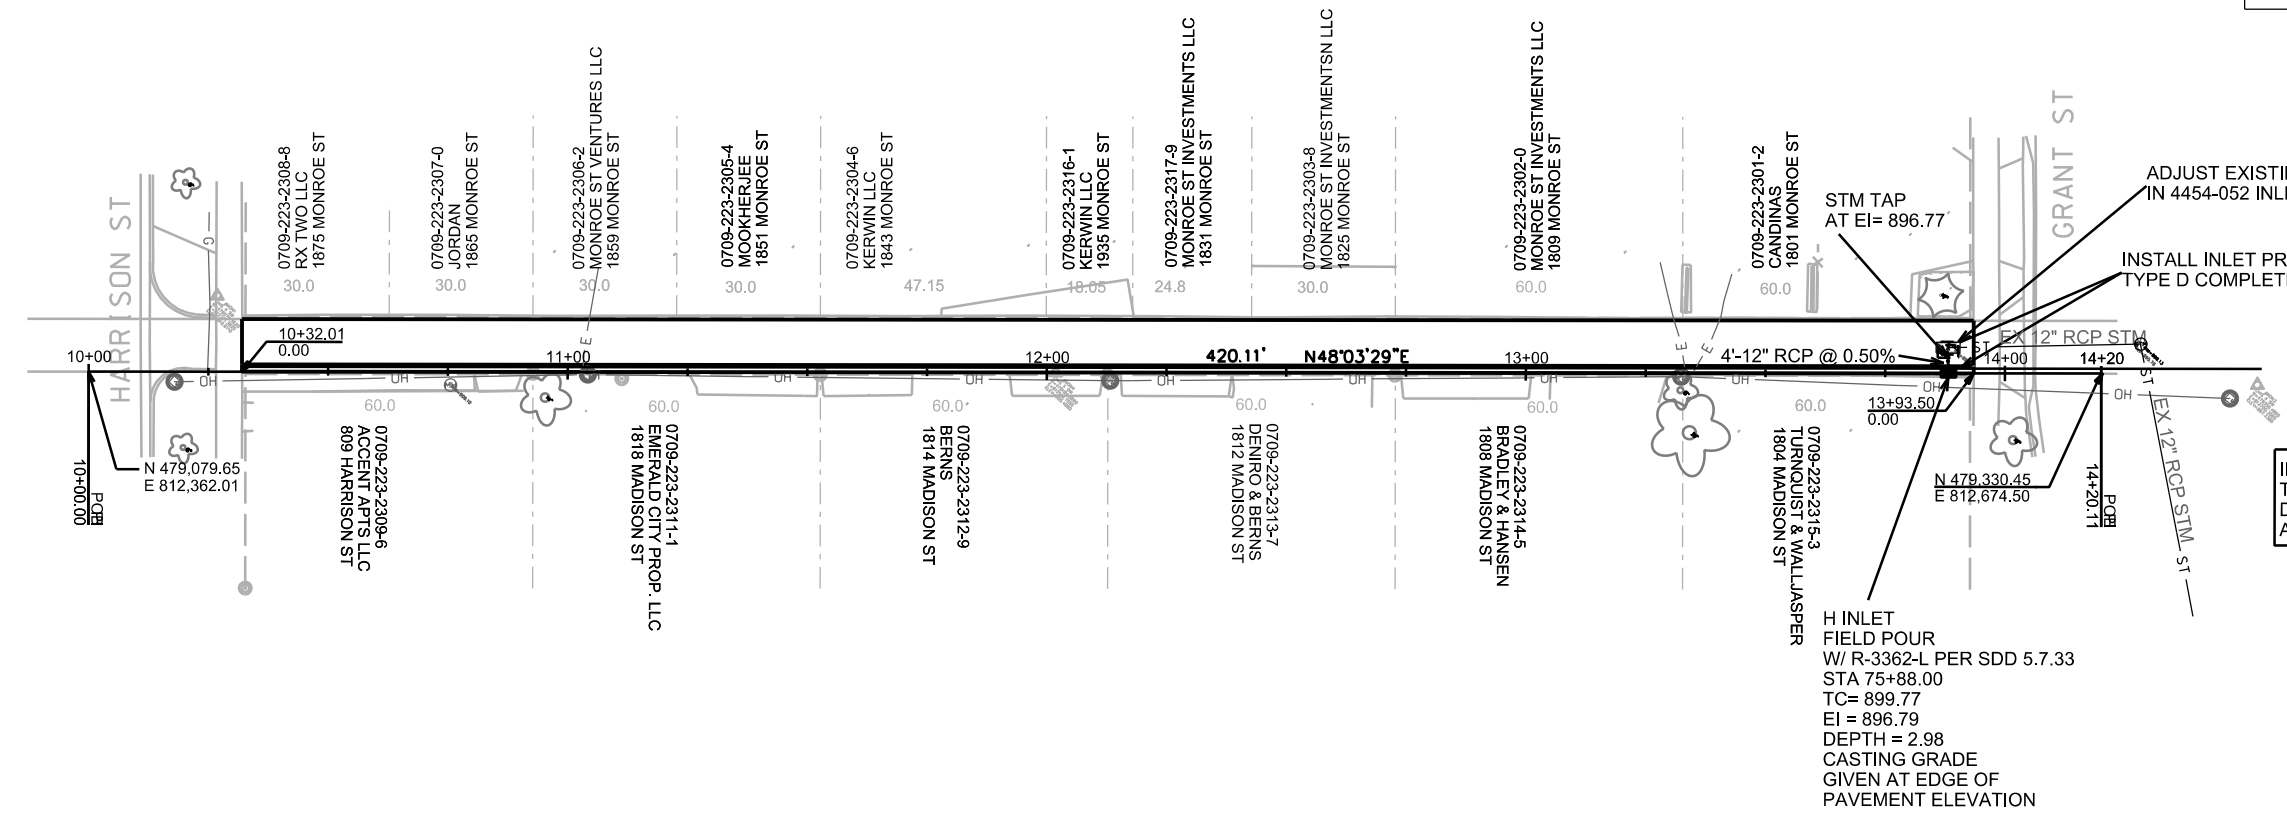 HARRISON ST
0709-223-2308-8
RX TWO LLC
1875 MONROE ST
30.0
0709-223-2307-0
JORDAN
1865 MONROE ST
30.0
0709-223-2306-2
MONROE ST VENTURES LLC
1859 MONROE ST
30.0
0709-223-2305-4
MOOKHERJEE
1851 MONROE ST
30.0
0709-223-2304-6
KERWIN LLC
1843 MONROE ST
47.15
0709-223-2316-1
KERWIN LLC
1935 MONROE ST
18.05
0709-223-2317-9
MONROE ST INVESTMENTS LLC
1831 MONROE ST
24.8
0709-223-2303-8
MONROE ST INVESTMENTSN LLC
1825 MONROE ST
30.0
0709-223-2302-0
MONROE ST INVESTMENTS LLC
1809 MONROE ST
60.0
0709-223-2301-2
CANDINAS
1801 MONROE ST
60.0
STM TAP
AT EI= 896.77
GRANT ST
ADJUST EXISTI
IN 4454-052 INL
INSTALL INLET PR
TYPE D COMPLET
G
E
E
E
10+32.01
0.00
10+00
11+00
12+00
420.11'
N48°03'29"E
13+00
4'-12" RCP @ 0.50%
ST
EX 12" RCP STM
14+00
14+20
OH
OH
OH
OH
OH
OH
OH
OH
OH
13+93.50
0.00
ST
EX 12" RCP STM
ST
N 479,079.65
E 812,362.01
10+00.00
60.0
0709-223-2309-6
ACCENT APTS LLC
809 HARRISON ST
60.0
0709-223-2311-1
EMERALD CITY PROP. LLC
1818 MADISON ST
60.0
0709-223-2312-9
BERNS
1814 MADISON ST
60.0
0709-223-2313-7
DENIRO & BERNS
1812 MADISON ST
60.0
0709-223-2314-5
BRADLEY & HANSEN
1808 MADISON ST
60.0
0709-223-2315-3
TURNQUIST & WALLJASPER
1804 MADISON ST
N 479,330.45
E 812,674.50
14+20.11
H INLET
FIELD POUR
W/ R-3362-L PER SDD 5.7.33
STA 75+88.00
TC= 899.77
EI = 896.79
DEPTH = 2.98
CASTING GRADE
GIVEN AT EDGE OF
PAVEMENT ELEVATION